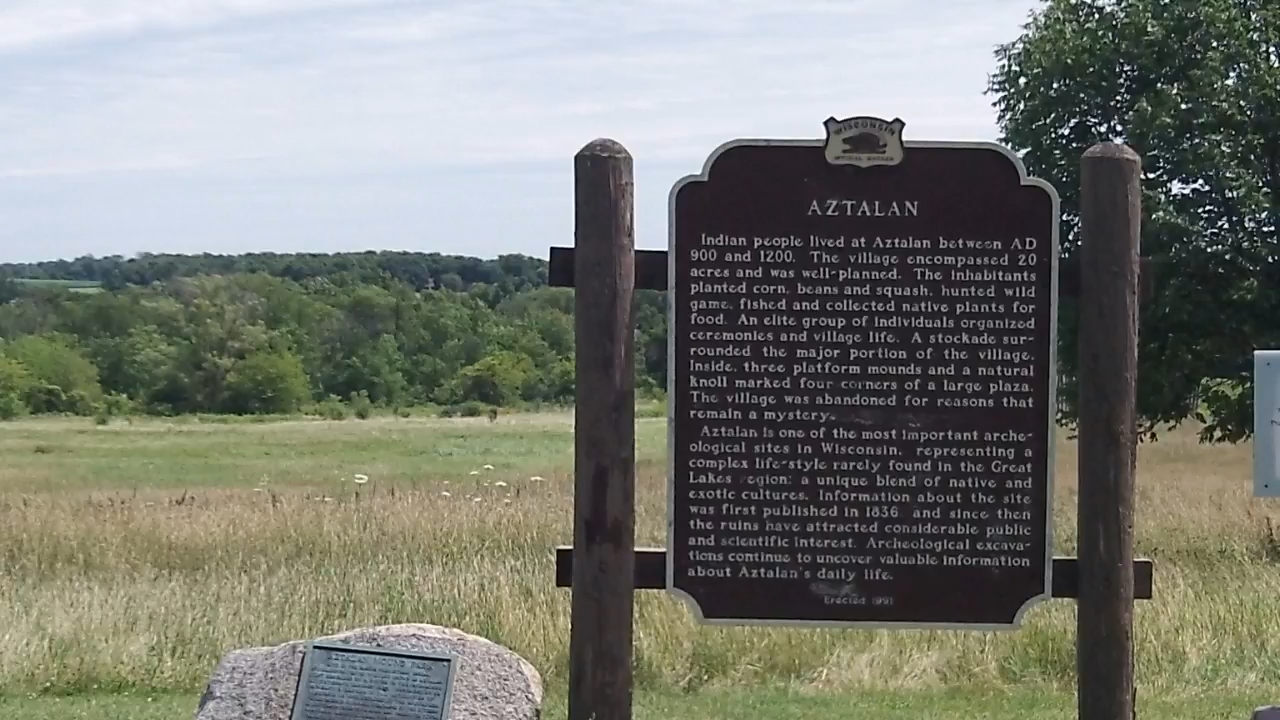 WISCONSIN
AZTALAN
Indian people lived at Aztalan between AD
900 and 1200. The village encompassed 20
acres and was well-planned. The inhabitants
planted corn, beans and squash, hunted wild
game, fished and collected native plants for
food. An elite group of individuals organized
ceremonies and village life. A stockade sur-
rounded the major portion of the village.
Inside, three platform mounds and a natural
knoll marked four corners of a large plaza.
The village was abandoned for reasons that
remain a mystery.
Aztalan is one of the most important arche-
ological sites in Wisconsin, representing a
complex life-style rarely found in the Great
Lakes region: a unique blend of native and
exotic cultures. Information about the site
was first published in 1836, and since then
the ruins have attracted considerable public
and scientific interest. Archeological excava-
tions continue to uncover valuable information
about Aztalan's daily life.
Erected 1991
AZTALAN MOUND PARK